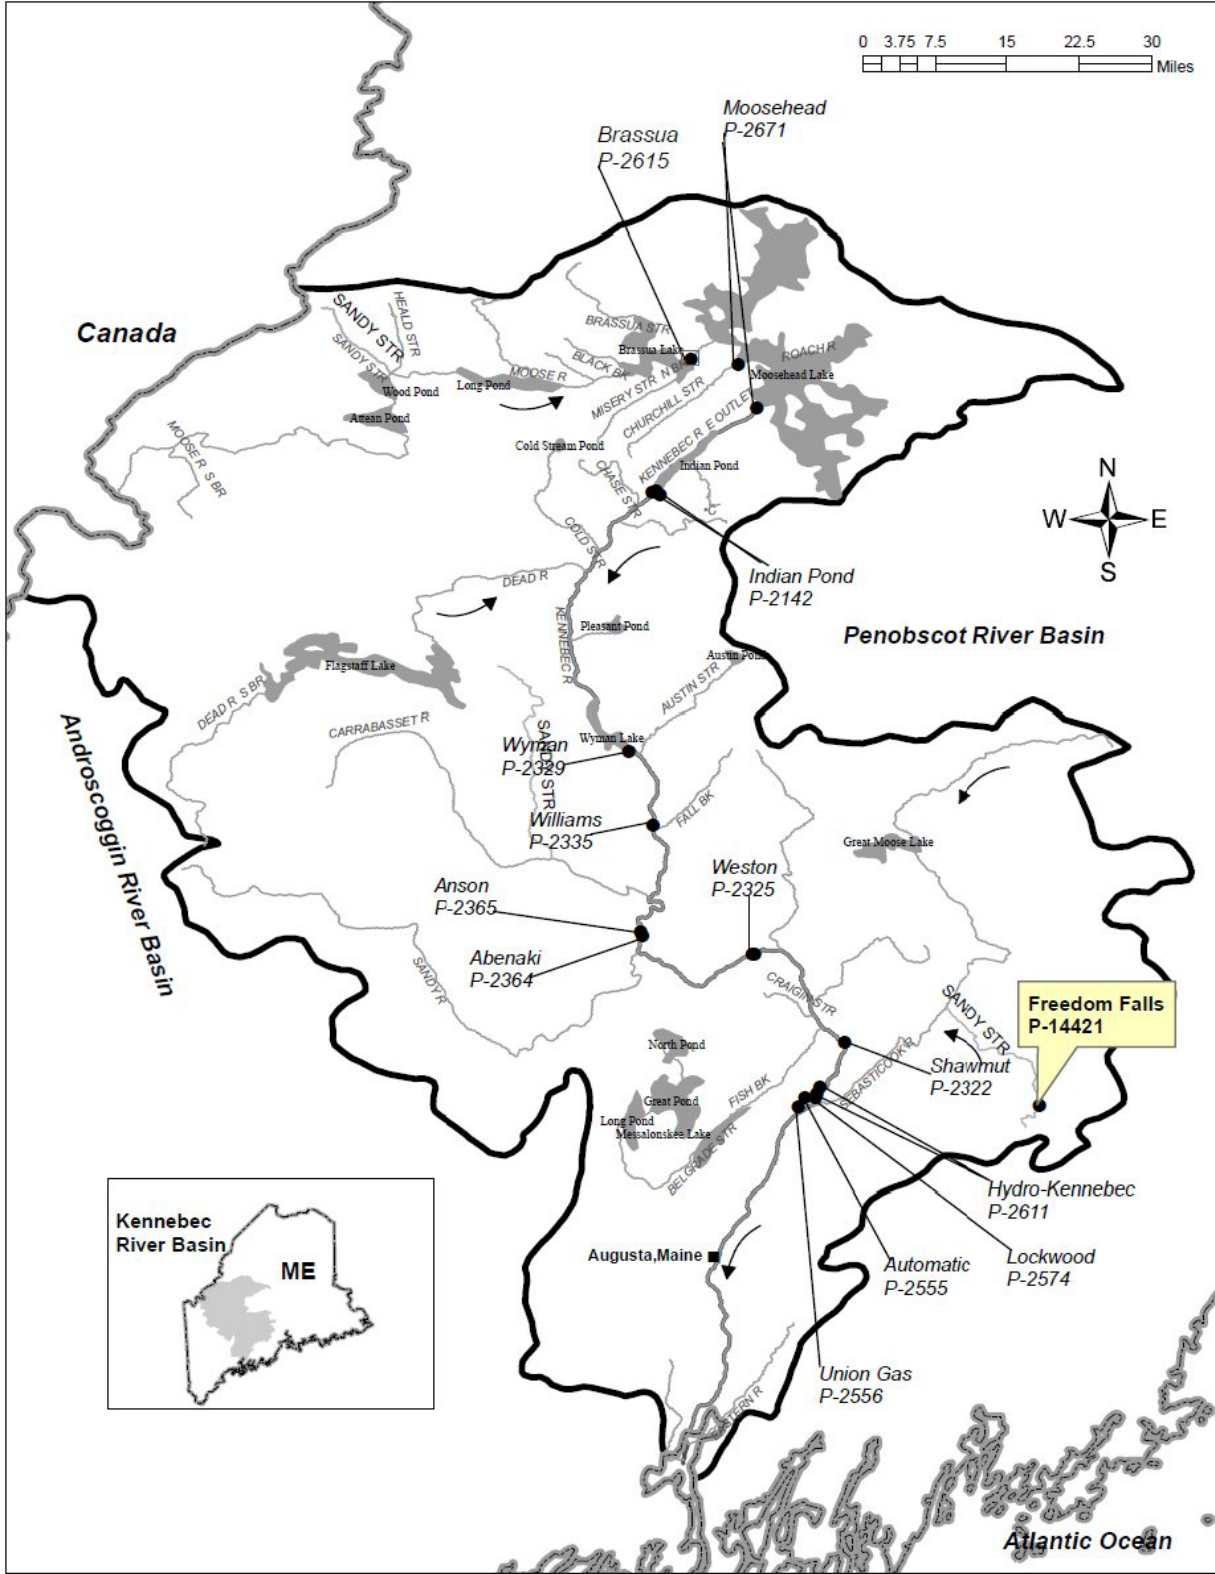 0 3.75 7.5 15 22.5 30
Miles
Moosehead
P-2671
Brassua
P-2615
Canada
SANDY STR
HEALD STR
SANDY STR
BRASSUA STR
Brassua Lake
BLACK BK
MOOSE R
Long Pond
Wood Pond
Attean Pond
MISERY STR N BR
CHURCHILL STR
ROACH R
Moosehead Lake
KENNEBEC R E OUTLET
MOOSE R S BR
Cold Stream Pond
CHASE STR
Indian Pond
COLD STR
N
W E
S
Indian Pond
P-2142
DEAD R
KENNEBEC R
Pleasant Pond
Penobscot River Basin
Austin Pond
AUSTIN STR
Flagstaff Lake
DEAD R S BR
CARRABASSET R
SANDY STR
Wyman Lake
Wyman
P-2329
Androscoggin River Basin
Williams
P-2335
FALL BK
Great Moose Lake
Weston
P-2325
Anson
P-2365
Abenaki
P-2364
SANDY R
CRAIGIN STR
SANDY STR
Freedom Falls
P-14421
North Pond
Shawmut
P-2322
SEBASTICOOK R
FISH BK
Great Pond
Long Pond
Messalonskee Lake
BELGRADE STR
Hydro-Kennebec
P-2611
Kennebec
River Basin
ME
Augusta,Maine
Automatic
P-2555
Lockwood
P-2574
Union Gas
P-2556
Atlantic Ocean